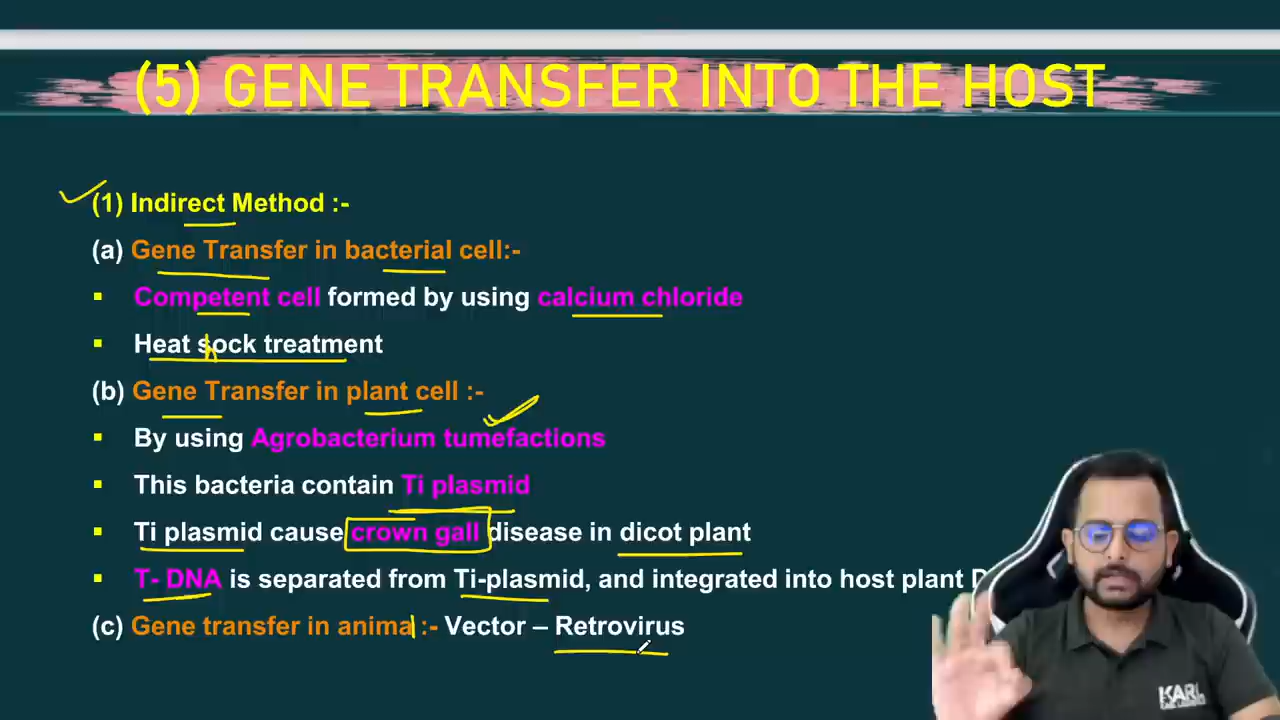 (5) GENE TRANSFER INTO THE HOST
(1) Indirect Method :-
(a) Gene Transfer in bacterial cell:-
▪ Competent cell formed by using calcium chloride
▪ Heat shock treatment
(b) Gene Transfer in plant cell :-
▪ By using Agrobacterium tumefactions
▪ This bacteria contain Ti plasmid
▪ Ti plasmid cause crown gall disease in dicot plant
▪ T- DNA is separated from Ti-plasmid, and integrated into host plant D
(c) Gene transfer in animal :- Vector – Retrovirus
KARL